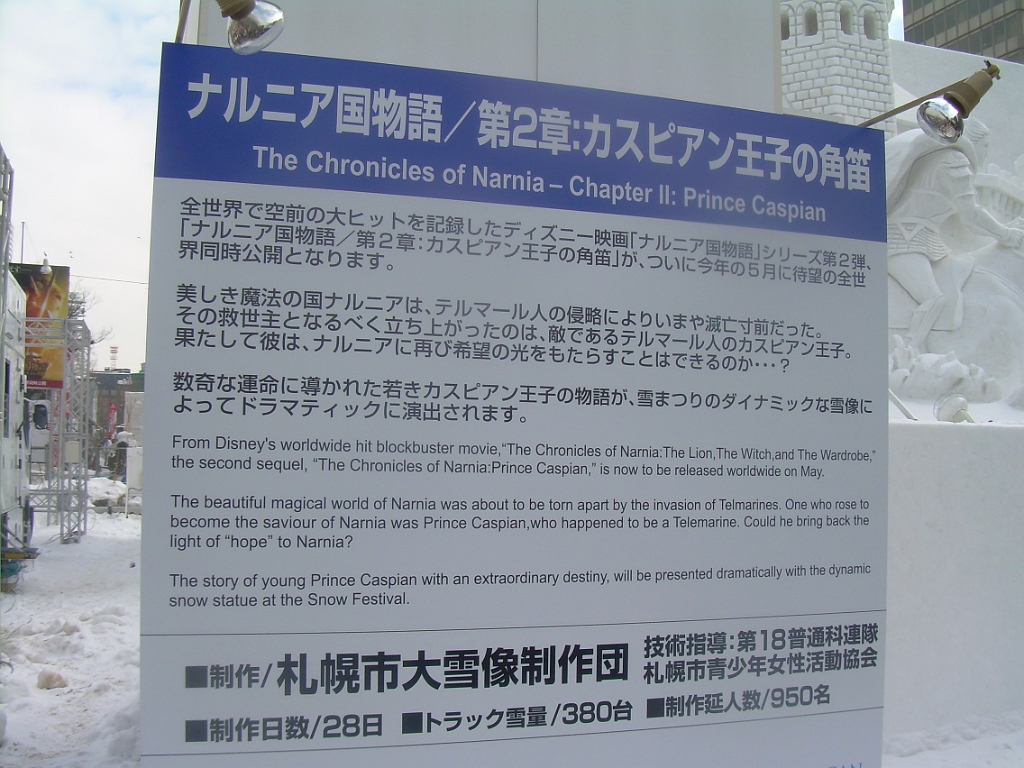 ナルニア国物語／第2章:カスピアン王子の角笛
The Chronicles of Narnia – Chapter II: Prince Caspian
全世界で空前の大ヒットを記録したディズニー映画「ナルニア国物語」シリーズ第2弾、
「ナルニア国物語／第2章:カスピアン王子の角笛」が、ついに今年の5月に待望の全世
界同時公開となります。
美しき魔法の国ナルニアは、テルマール人の侵略によりいまや滅亡寸前だった。
その救世主となるべく立ち上がったのは、敵であるテルマール人のカスピアン王子。
果たして彼は、ナルニアに再び希望の光をもたらすことはできるのか･･･？
数奇な運命に導かれた若きカスピアン王子の物語が、雪まつりのダイナミックな雪像に
よってドラマティックに演出されます。
From Disney's worldwide hit blockbuster movie,“The Chronicles of Narnia:The Lion,The Witch,and The Wardrobe,”
the second sequel, “The Chronicles of Narnia:Prince Caspian,” is now to be released worldwide on May.
The beautiful magical world of Narnia was about to be torn apart by the invasion of Telmarines. One who rose to
become the saviour of Narnia was Prince Caspian,who happened to be a Telemarine. Could he bring back the
light of “hope” to Narnia?
The story of young Prince Caspian with an extraordinary destiny, will be presented dramatically with the dynamic
snow statue at the Snow Festival.
■制作/札幌市大雪像制作団 技術指導:第18普通科連隊
札幌市青少年女性活動協会
■制作日数/28日 ■トラック雪量/380台 ■制作延人数/950名